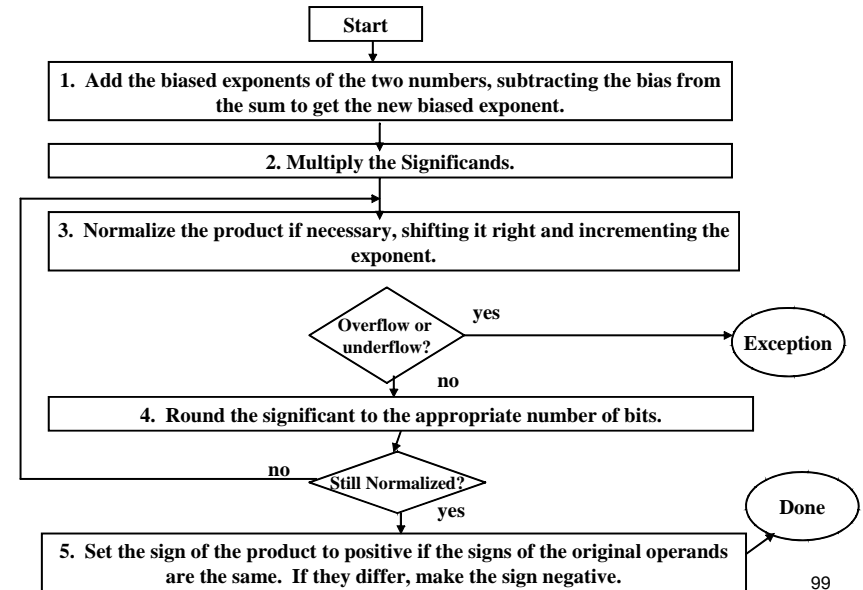 Start
1. Add the biased exponents of the two numbers, subtracting the bias from
the sum to get the new biased exponent.
2. Multiply the Significands.
3. Normalize the product if necessary, shifting it right and incrementing the
exponent.
Overflow or
underflow?
yes
Exception
no
4. Round the significant to the appropriate number of bits.
no
Still Normalized?
yes
Done
5. Set the sign of the product to positive if the signs of the original operands
are the same. If they differ, make the sign negative.
99